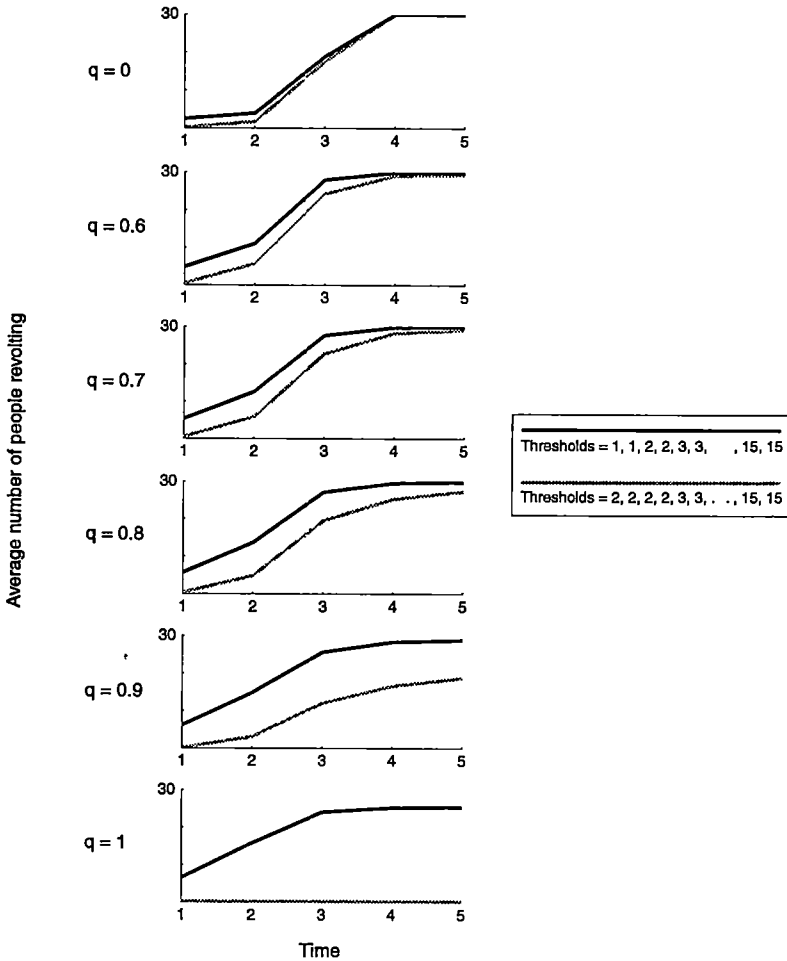 Average number of people revolting
q = 0
30
1 2 3 4 5
q = 0.6
30
1 2 3 4 5
q = 0.7
30
1 2 3 4 5
q = 0.8
30
1 2 3 4 5
q = 0.9
30
1 2 3 4 5
q = 1
30
1 2 3 4 5
Time
Thresholds = 1, 1, 2, 2, 3, 3, , 15, 15
Thresholds = 2, 2, 2, 2, 3, 3, . . , 15, 15